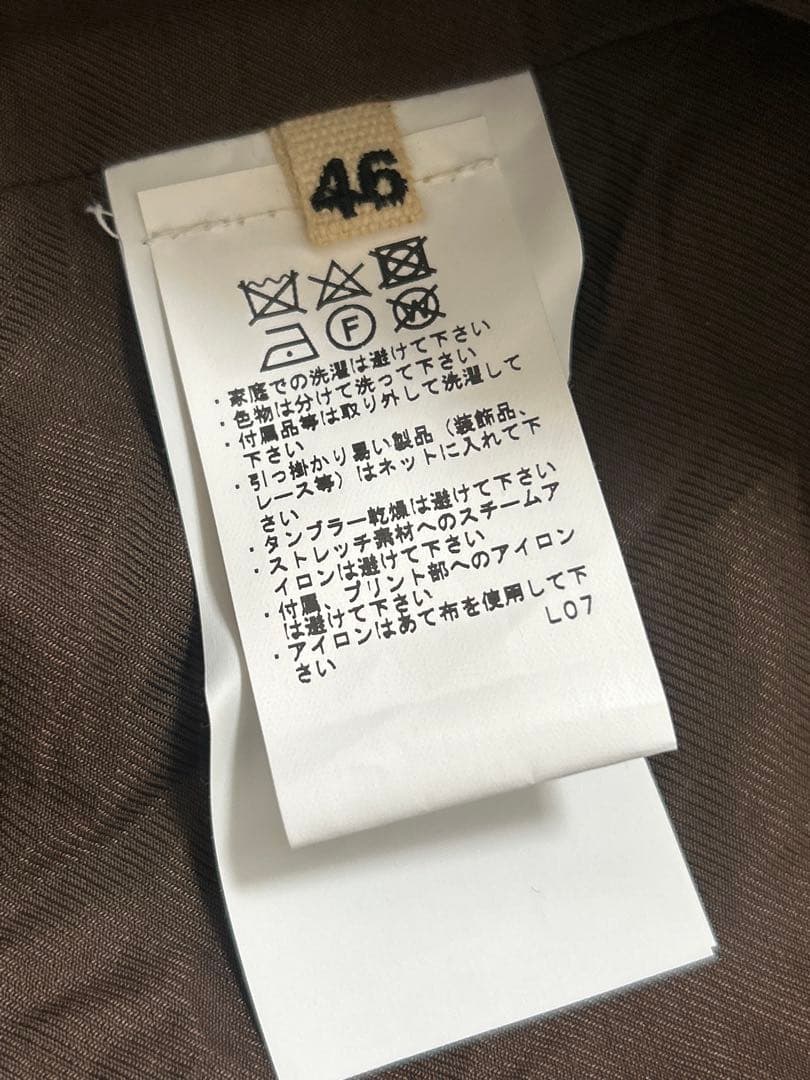 46
F
W
・家庭での洗濯は避けて下さい
・色物は分けて洗って下さい
・付属品等は取り外して洗濯して
下さい
・引っ掛かり易い製品（装飾品、
レース等）はネットに入れて下
さい
・タンブラー乾燥は避けて下さい
・ストレッチ素材へのスチームア
イロンは避けて下さい
・付属、プリント部へのアイロン
は避けて下さい
・アイロンはあて布を使用して下
さい
L07